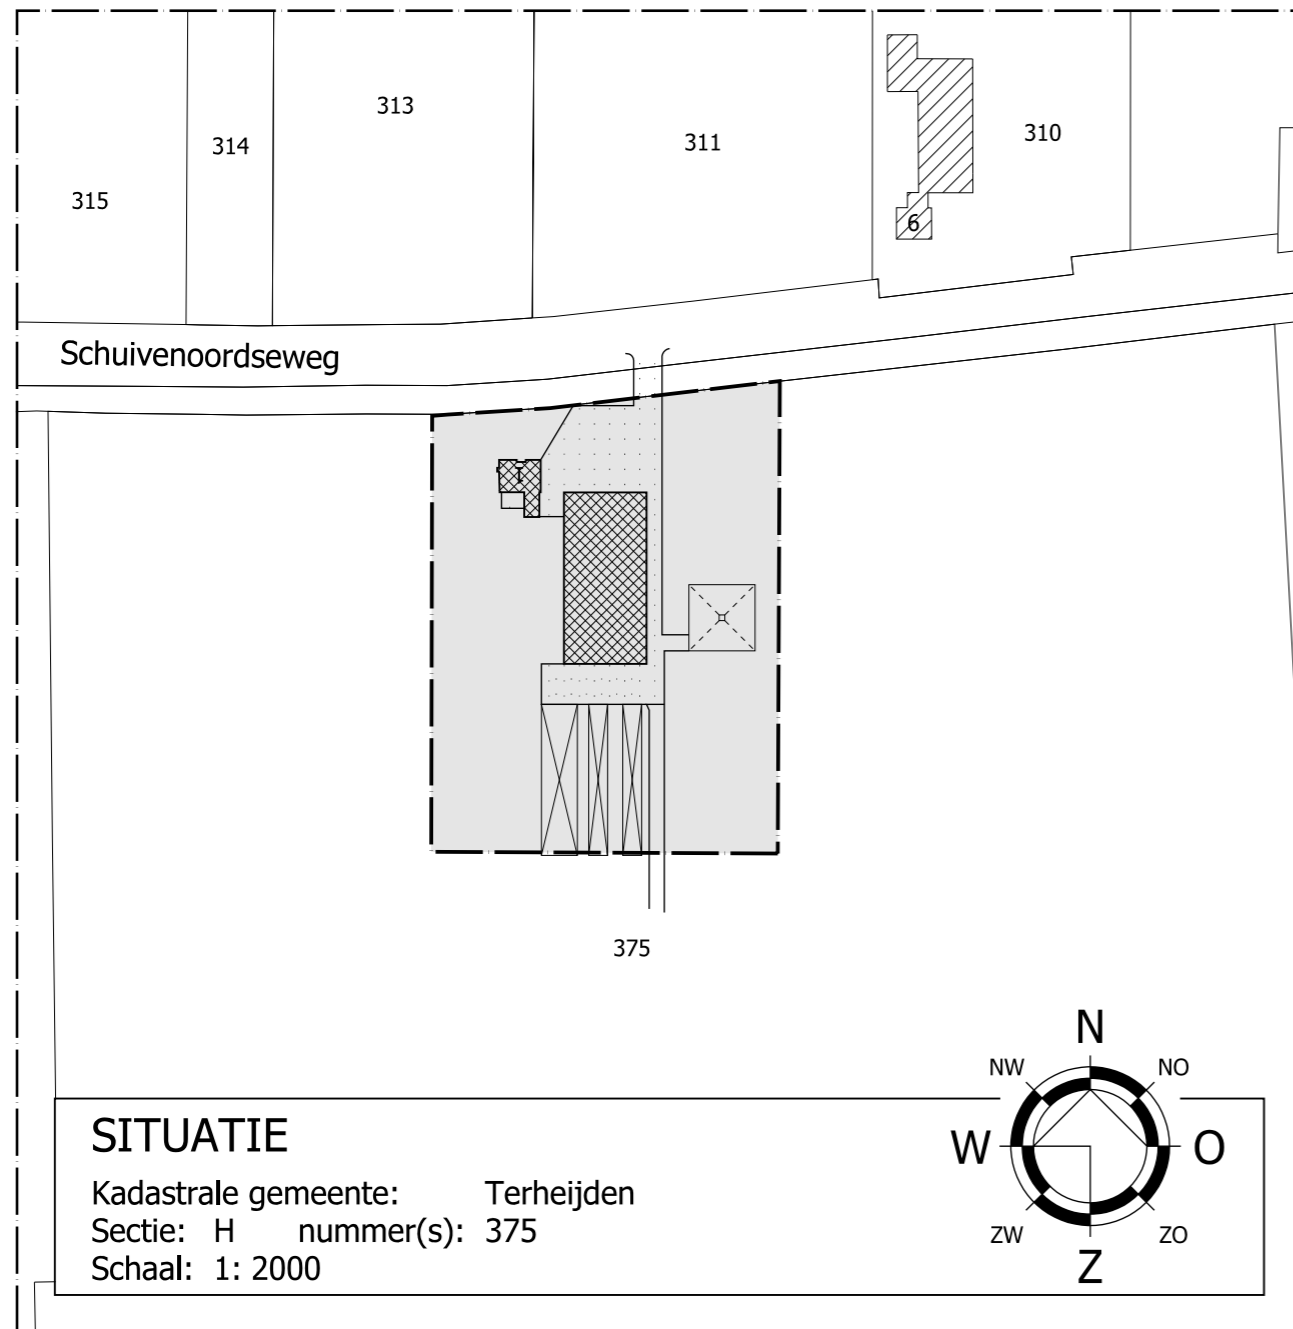 313
314
311
310
315
6
Schuivenoordseweg
375
N
NW
NO
W
O
ZW
ZO
Z
SITUATIE
Kadastrale gemeente: Terheijden
Sectie: H nummer(s): 375
Schaal: 1: 2000